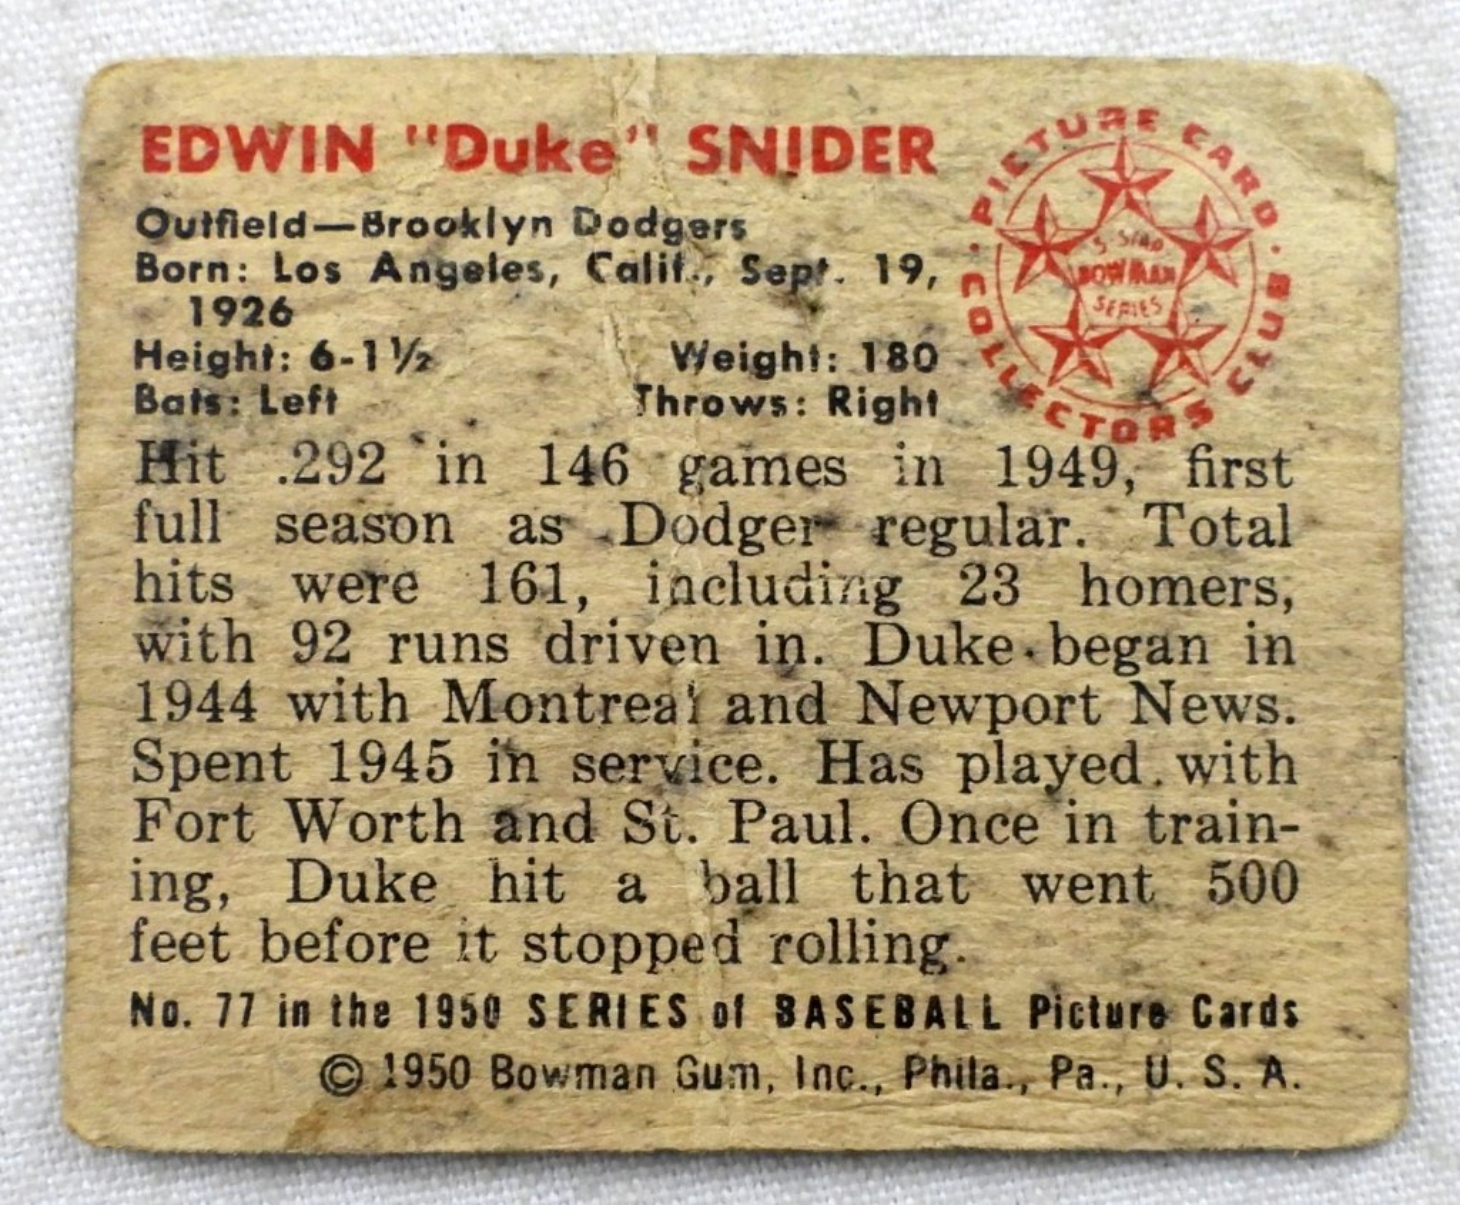 EDWIN "Duke" SNIDER
Outfield—Brooklyn Dodgers
Born: Los Angeles, Calif., Sept. 19,
1926
Height: 6-1½ Weight: 180
Bats: Left Throws: Right
PICTURE CARD
COLLECTORS CLUB
5-STAR
BOWMAN
SERIES
Hit .292 in 146 games in 1949, first
full season as Dodger regular. Total
hits were 161, including 23 homers,
with 92 runs driven in. Duke began in
1944 with Montreal and Newport News.
Spent 1945 in service. Has played with
Fort Worth and St. Paul. Once in train-
ing, Duke hit a ball that went 500
feet before it stopped rolling.
No. 77 in the 1950 SERIES of BASEBALL Picture Cards
© 1950 Bowman Gum, Inc., Phila., Pa., U. S. A.